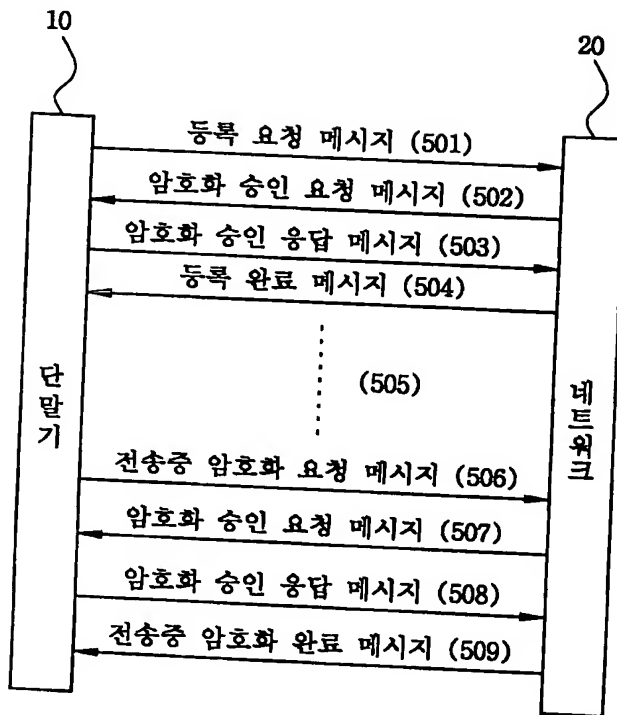 10
20
등록 요청 메시지 (501)
암호화 승인 요청 메시지 (502)
암호화 승인 응답 메시지 (503)
등록 완료 메시지 (504)
(505)
단말기
네트워크
전송중 암호화 요청 메시지 (506)
암호화 승인 요청 메시지 (507)
암호화 승인 응답 메시지 (508)
전송중 암호화 완료 메시지 (509)